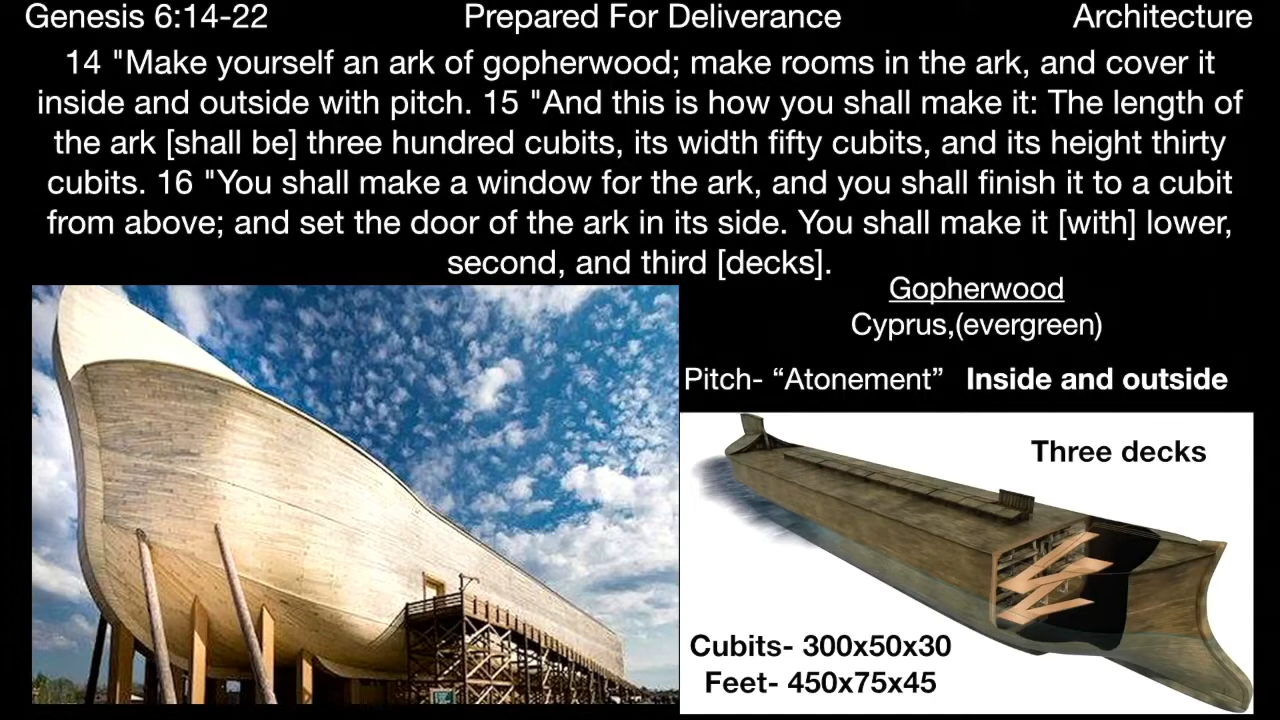 Genesis 6:14-22 Prepared For Deliverance Architecture
14 "Make yourself an ark of gopherwood; make rooms in the ark, and cover it
inside and outside with pitch. 15 "And this is how you shall make it: The length of
the ark [shall be] three hundred cubits, its width fifty cubits, and its height thirty
cubits. 16 "You shall make a window for the ark, and you shall finish it to a cubit
from above; and set the door of the ark in its side. You shall make it [with] lower,
second, and third [decks].
Gopherwood
Cyprus,(evergreen)
Pitch- “Atonement” Inside and outside
Three decks
Cubits- 300x50x30
Feet- 450x75x45